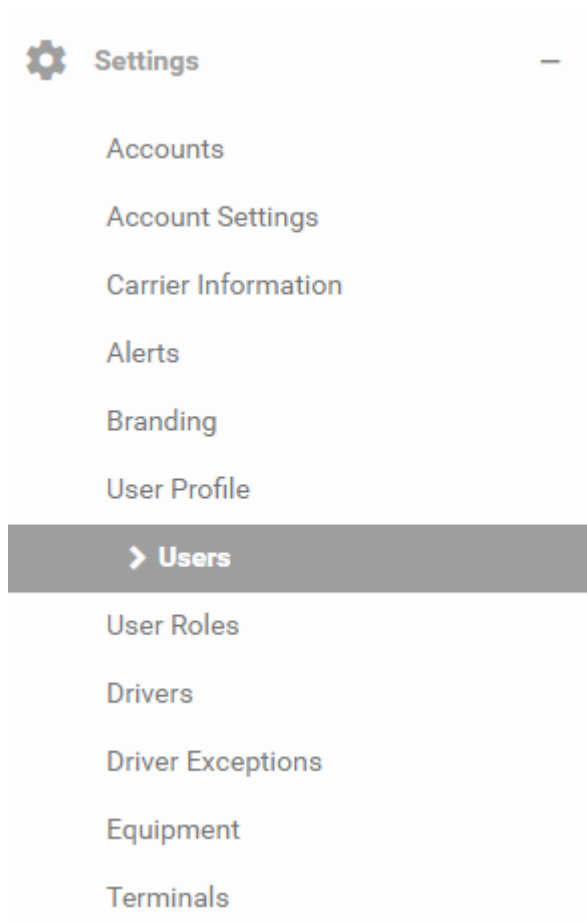 Settings
Accounts
Account Settings
Carrier Information
Alerts
Branding
User Profile
Users
User Roles
Drivers
Driver Exceptions
Equipment
Terminals